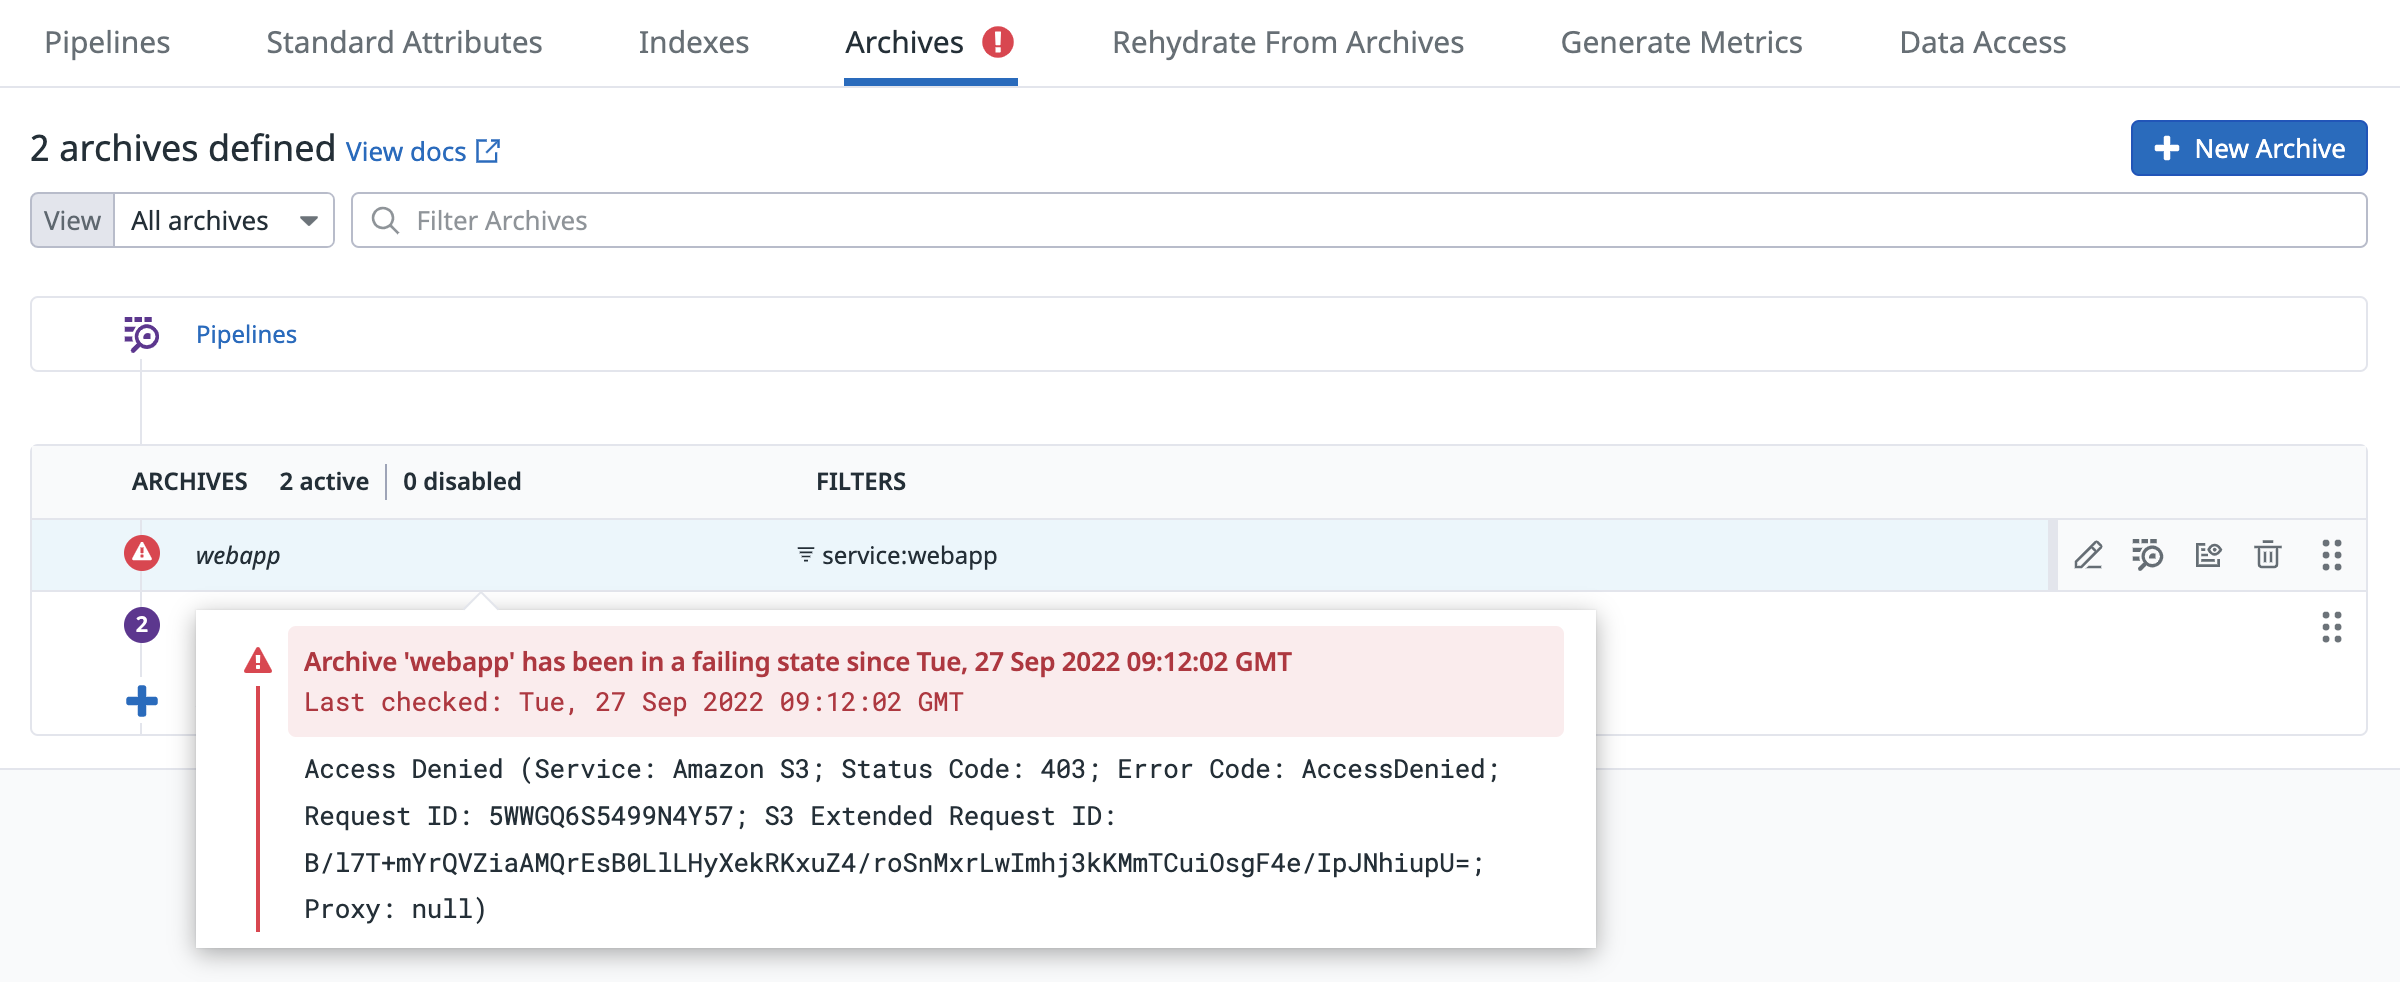 Pipelines Standard Attributes Indexes Archives Rehydrate From Archives Generate Metrics Data Access
2 archives defined View docs
New Archive
View All archives Filter Archives
Pipelines
ARCHIVES 2 active 0 disabled FILTERS
webapp service:webapp
2
Archive 'webapp' has been in a failing state since Tue, 27 Sep 2022 09:12:02 GMT
Last checked: Tue, 27 Sep 2022 09:12:02 GMT
Access Denied (Service: Amazon S3; Status Code: 403; Error Code: AccessDenied;
Request ID: 5WWGQ6S5499N4Y57; S3 Extended Request ID:
B/l7T+mYrQVZiaAMQrEsB0LlLHyXekRKxuZ4/roSnMxrLwImhj3kKMmTCuiOsgF4e/IpJNhiupU=;
Proxy: null)